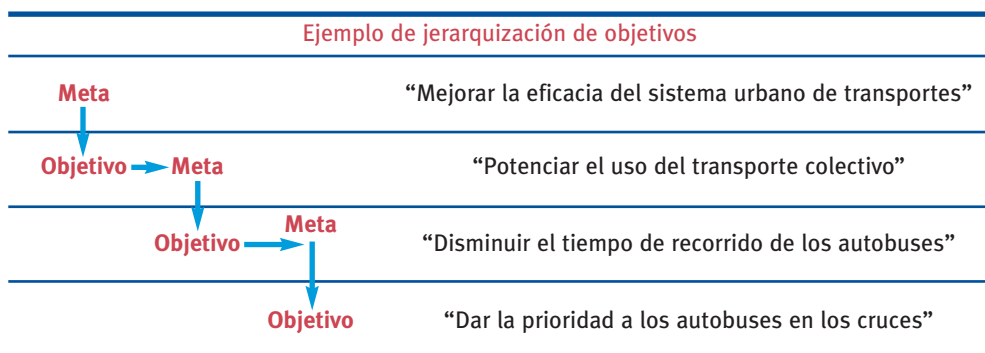 Ejemplo de jerarquización de objetivos
Meta “Mejorar la eficacia del sistema urbano de transportes”
Objetivo Meta “Potenciar el uso del transporte colectivo”
Meta
Objetivo “Disminuir el tiempo de recorrido de los autobuses”
Objetivo “Dar la prioridad a los autobuses en los cruces”